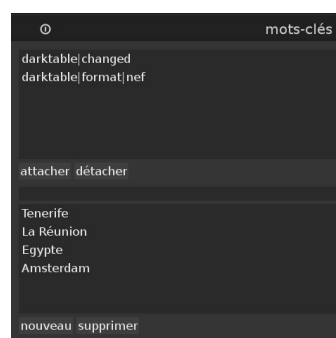 mots-clés
darktable|changed
darktable|format|nef
attacher détacher
Tenerife
La Réunion
Egypte
Amsterdam
nouveau supprimer